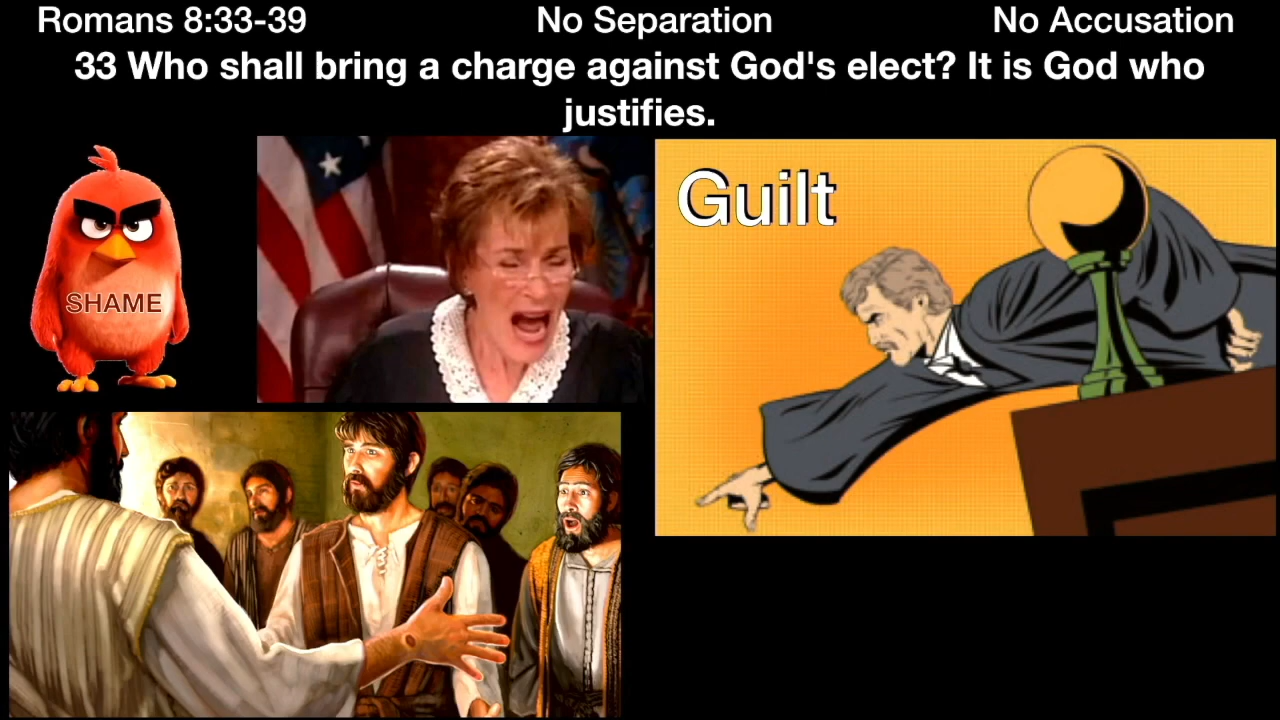 Romans 8:33-39 No Separation No Accusation
33 Who shall bring a charge against God's elect? It is God who
justifies.
Guilt
SHAME